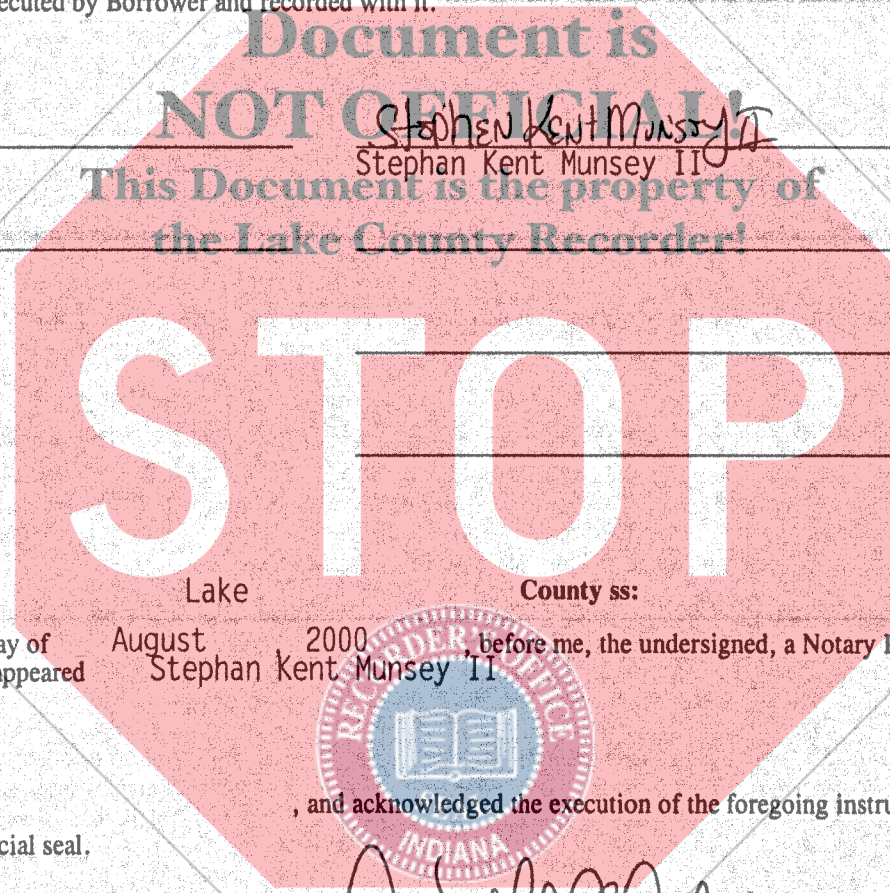 ecuted by Borrower and recorded with it.
Document is
NOT OFFICIAL!
Stephen Kent Munsey II
Stephan Kent Munsey II
This Document is the property of
the Lake County Recorder!
STOP
Lake County ss:
ay of August , 2000 , before me, the undersigned, a Notary
appeared Stephan Kent Munsey II
RECORDER'S OFFICE
, and acknowledged the execution of the foregoing instru
INDIANA
cial seal.